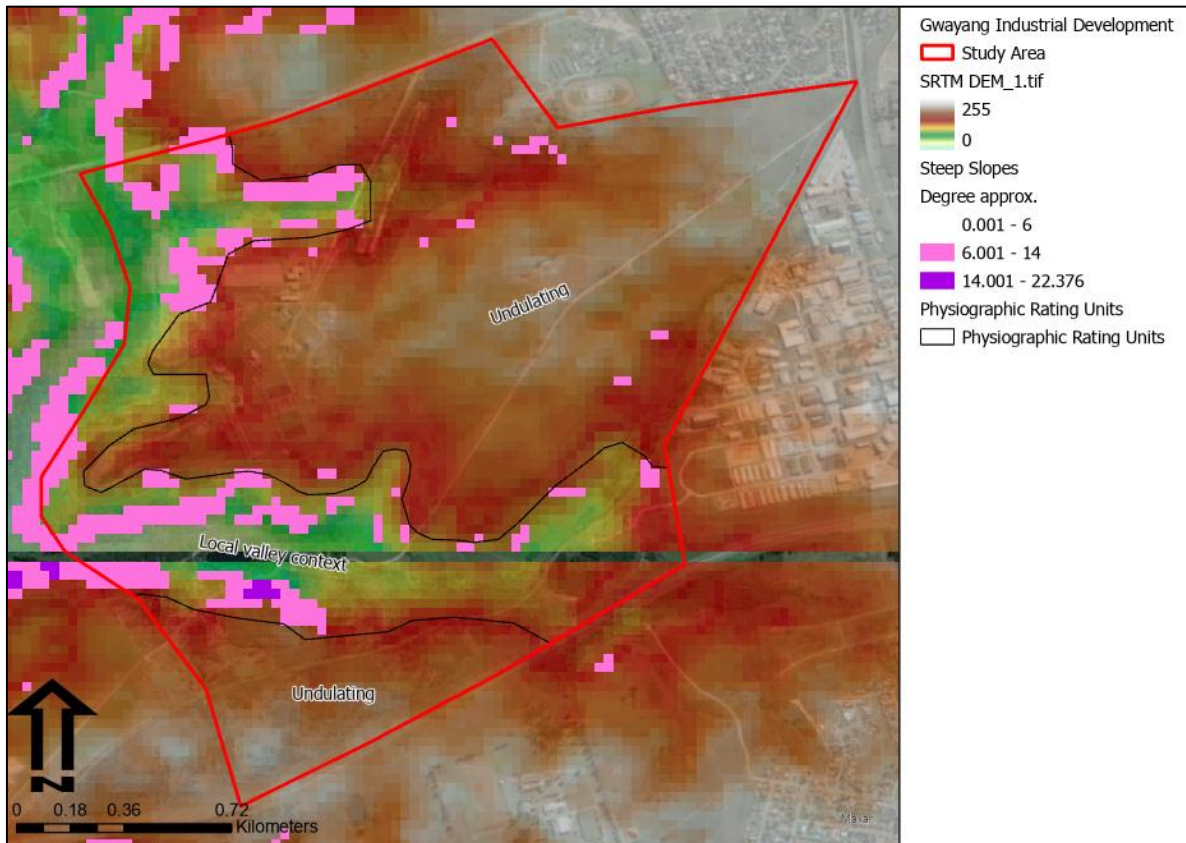 Gwayang Industrial Development
Study Area
SRTM DEM_1.tif
255
0
Steep Slopes
Degree approx.
0.001 - 6
6.001 - 14
14.001 - 22.376
Physiographic Rating Units
Physiographic Rating Units
Undulating
Local valley context
Undulating
N
0 0.18 0.36 0.72
Kilometers